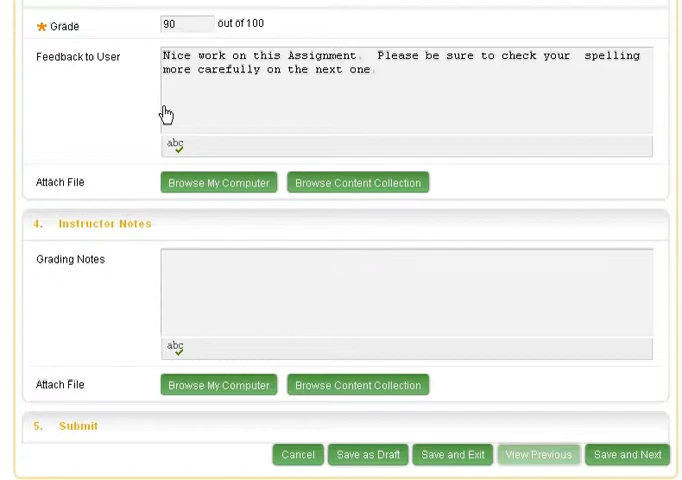 * Grade 90 out of 100
Feedback to User Nice work on this Assignment. Please be sure to check your spelling
more carefully on the next one.
abc
Attach File Browse My Computer Browse Content Collection
4. Instructor Notes
Grading Notes
abc
Attach File Browse My Computer Browse Content Collection
5. Submit
Cancel Save as Draft Save and Exit View Previous Save and Next